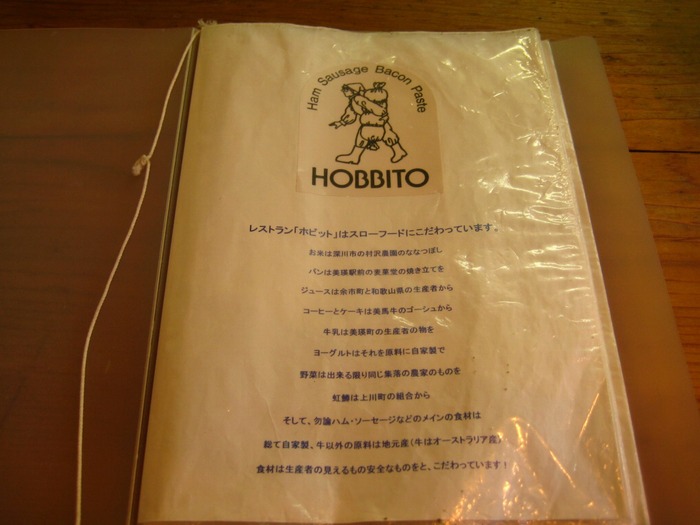 Ham Sausage Bacon Paste
HOBBITO
レストラン「ホビット」はスローフードにこだわっています。
お米は深川市の村沢農園のななつぼし
パンは美瑛駅前の麦菓堂の焼き立てを
ジュースは余市町と和歌山県の生産者から
コーヒーとケーキは美馬牛のゴーシュから
牛乳は美瑛町の生産者の物を
ヨーグルトはそれを原料に自家製で
野菜は出来る限り同じ集落の農家のものを
虹鱒は上川町の組合から
そして、勿論ハム・ソーセージなどのメインの食材は
総て自家製、牛以外の原料は地元産(牛はオーストラリア産)
食材は生産者の見えるもの安全なものをと、こだわっています!